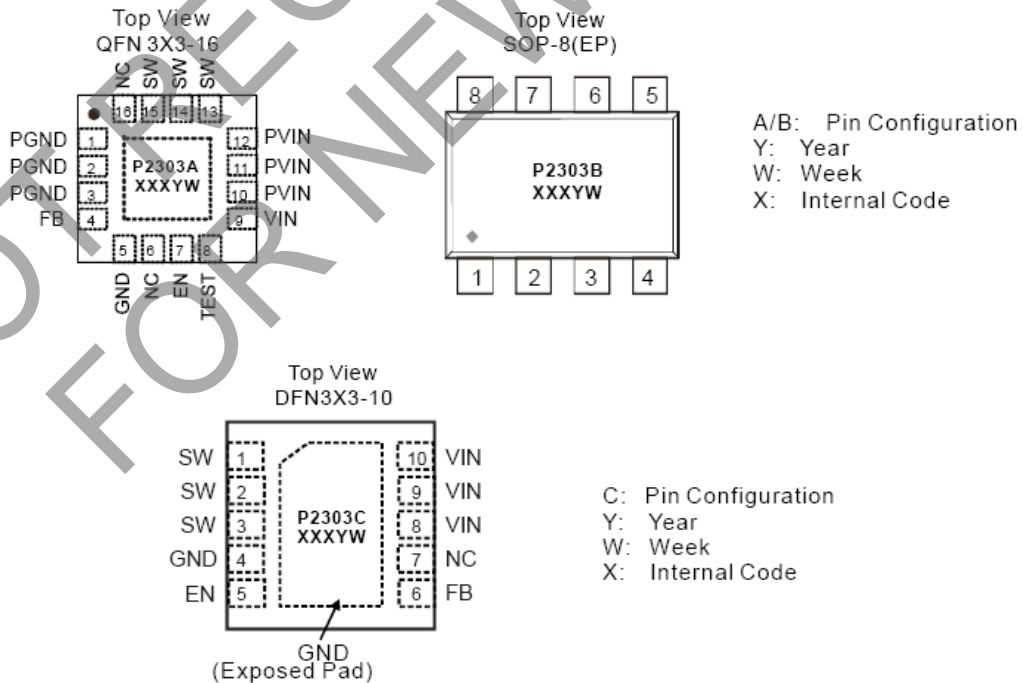 Top View
QFN 3X3-16
NC SW SW SW
16 15 14 13
PGND 1
PGND 2
PGND 3
FB 4
P2303A
XXXYW
12 PVIN
11 PVIN
10 PVIN
9 VIN
5 6 7 8
GND NC EN TEST
Top View
SOP-8(EP)
8 7 6 5
P2303B
XXXYW
1 2 3 4
A/B: Pin Configuration
Y: Year
W: Week
X: Internal Code
Top View
DFN3X3-10
SW 1
SW 2
SW 3
GND 4
EN 5
P2303C
XXXYW
10 VIN
9 VIN
8 VIN
7 NC
6 FB
GND
(Exposed Pad)
C: Pin Configuration
Y: Year
W: Week
X: Internal Code
FOR NEW